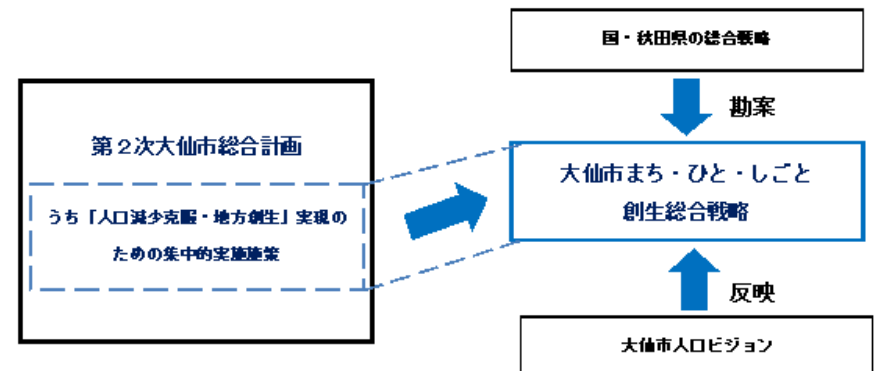 国・秋田県の総合戦略
勘案
第２次大仙市総合計画
うち「人口減少克服・地方創生」実現の
ための集中的実施施策
大仙市まち・ひと・しごと
創生総合戦略
反映
大仙市人口ビジョン